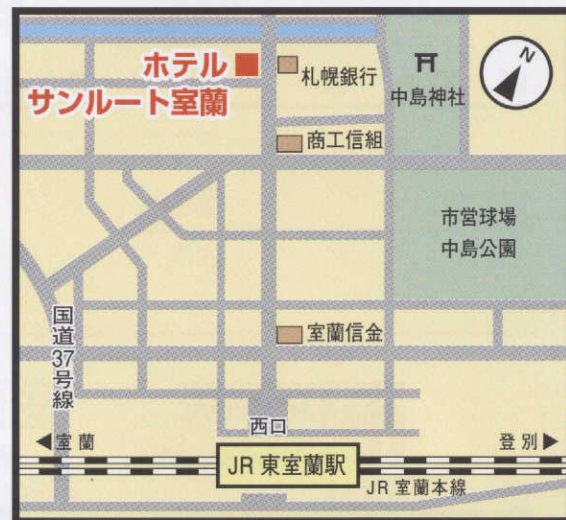 ホテル
サンルート室蘭
札幌銀行
中島神社
N
商工信組
市営球場
中島公園
国道37号線
室蘭信金
西口
◀室蘭
登別▶
JR 東室蘭駅
JR 室蘭本線